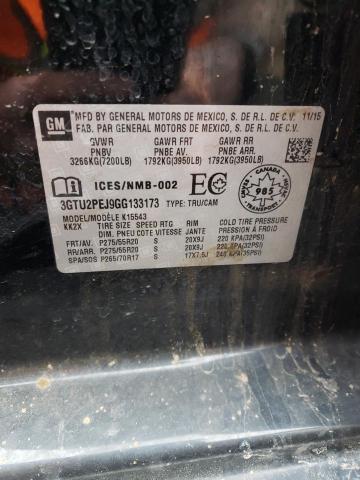 GM
MFD BY GENERAL MOTORS DE MEXICO, S. DE R.L. DE C.V. 11/15
FAB. PAR GENERAL MOTORS DE MEXICO, S. DE R.L. DE C.V.
GVWR GAWR FRT GAWR RR
PNBV PNBE AV. PNBE AR.
3266KG(7200LB) 1792KG(3950LB) 1792KG(3950LB)
ICES/NMB-002 EC CANADA 985
3GTU2PEJ9GG133173 TYPE: TRU/CAM
MODEL/MODÈLE K15543
KK2X TIRE SIZE SPEED RTG RIM COLD TIRE PRESSURE
DIM. PNEU COTE VITESSE JANTE PRESSION À FROID
FRT/AV. P275/55R20 S 20X9J 220 KPA(32PSI)
RR/ARR. P275/55R20 S 20X9J 220 KPA(32PSI)
SPA/SOS P265/70R17 S 17X7.5J 240 KPA(35PSI)